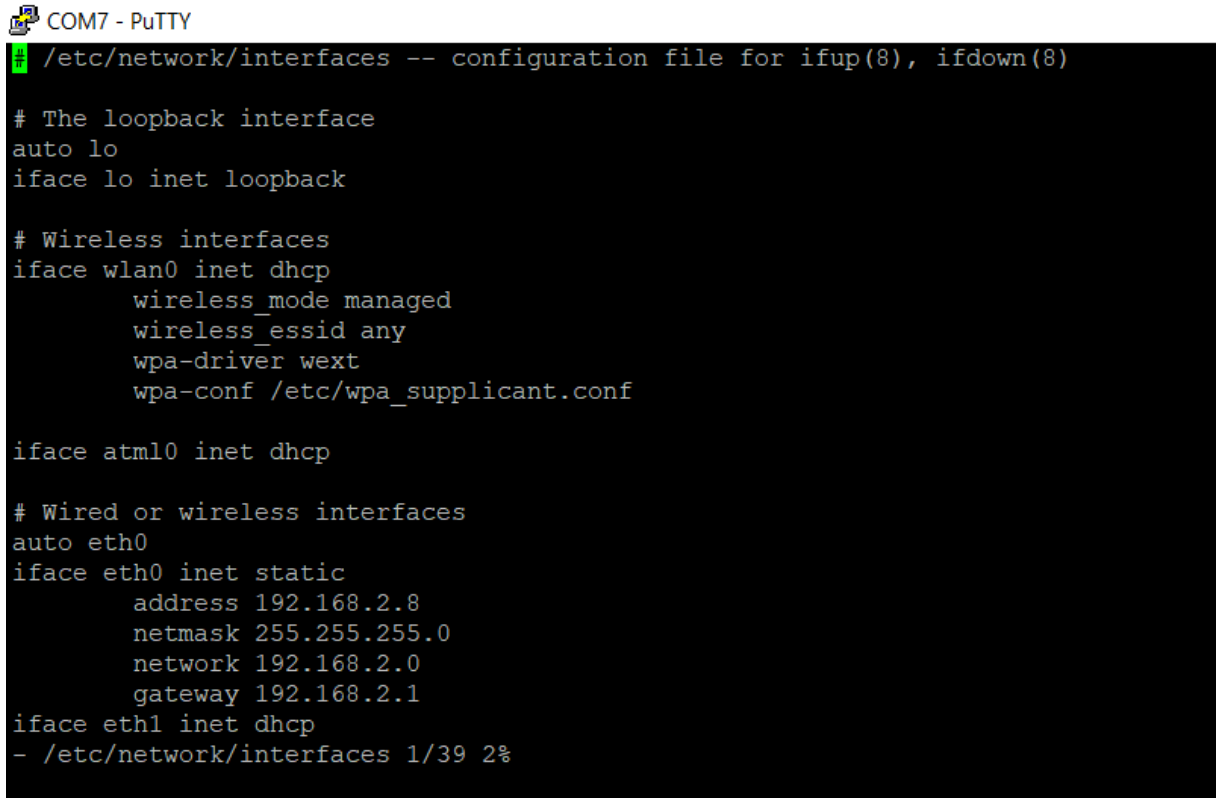 COM7 - PuTTY
# /etc/network/interfaces -- configuration file for ifup(8), ifdown(8)
# The loopback interface
auto lo
iface lo inet loopback
# Wireless interfaces
iface wlan0 inet dhcp
wireless_mode managed
wireless_essid any
wpa-driver wext
wpa-conf /etc/wpa_supplicant.conf
iface atml0 inet dhcp
# Wired or wireless interfaces
auto eth0
iface eth0 inet static
address 192.168.2.8
netmask 255.255.255.0
network 192.168.2.0
gateway 192.168.2.1
iface eth1 inet dhcp
- /etc/network/interfaces 1/39 2%